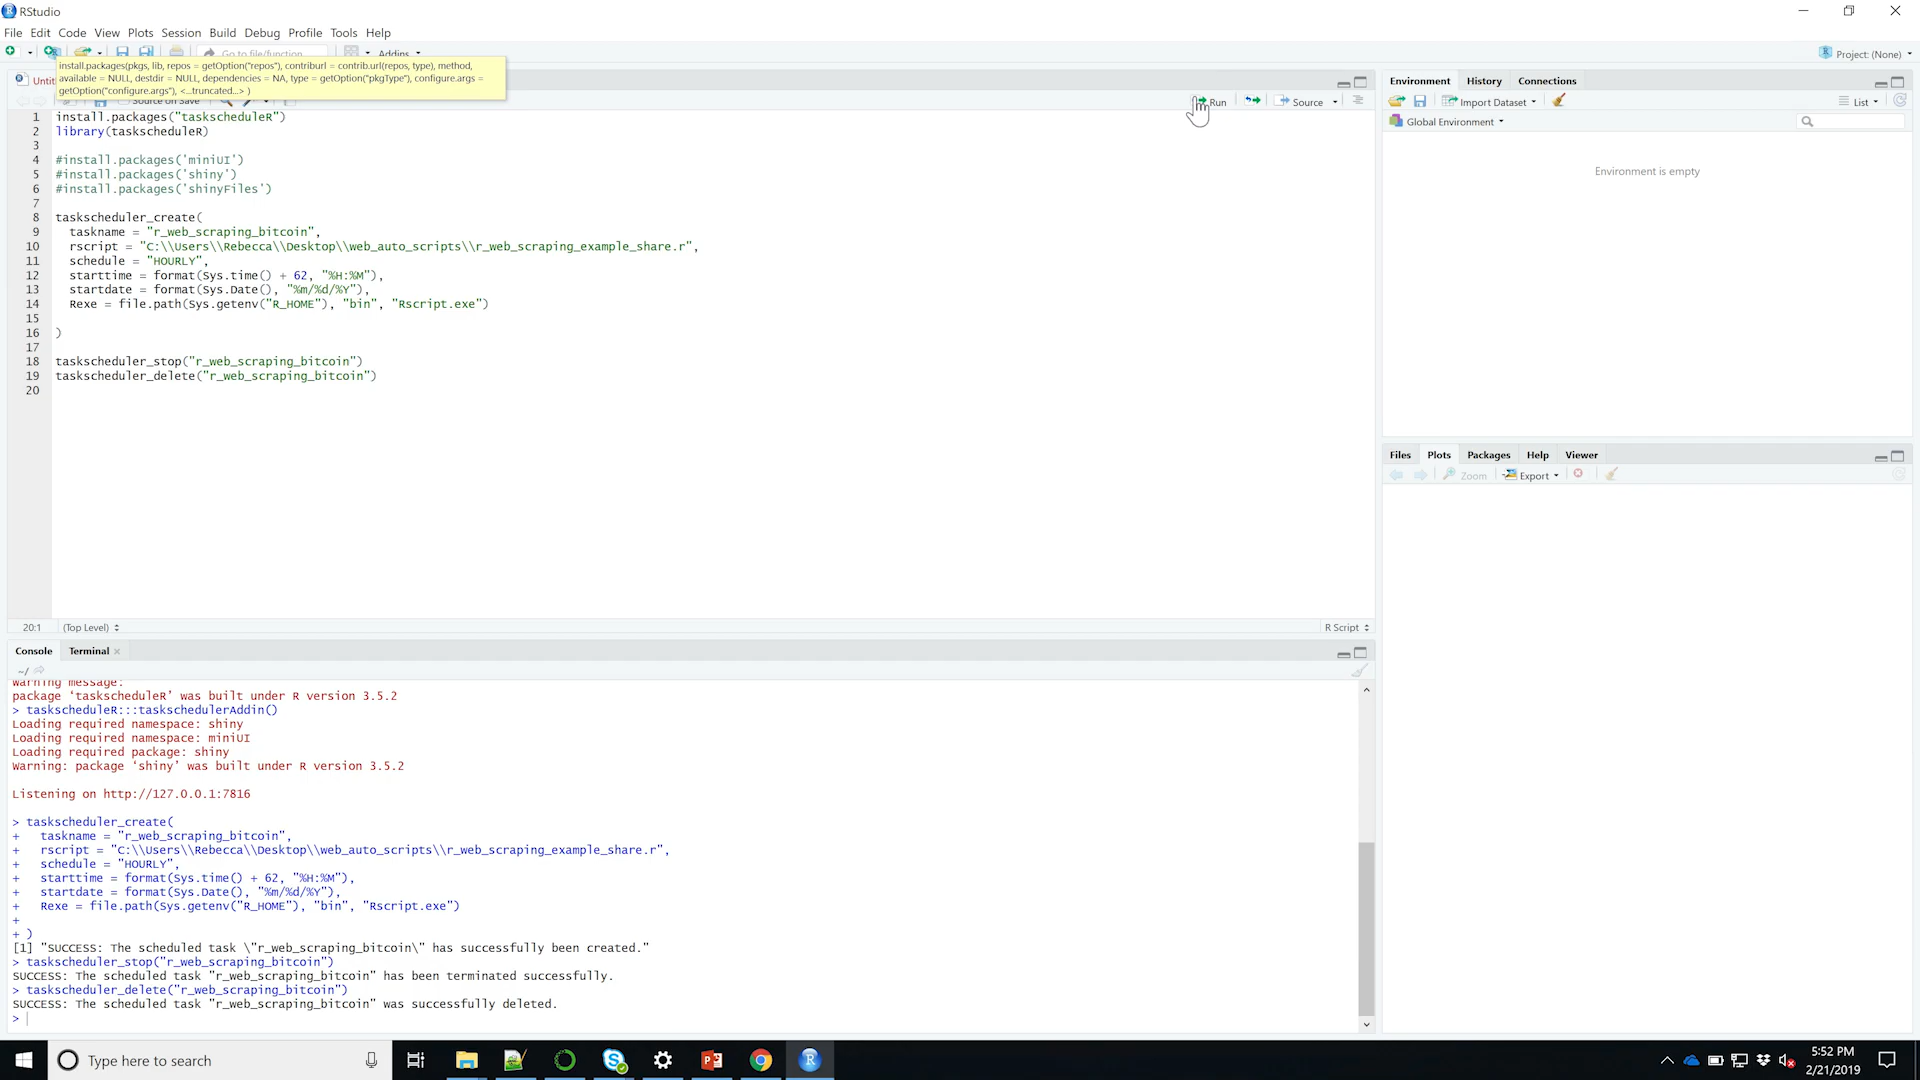 RStudio
File Edit Code View Plots Session Build Debug Profile Tools Help
Go to file/function Addins Project: (None)
install.packages(pkgs, lib, repos = getOption("repos"), contriburl = contrib.url(repos, type), method,
available = NULL, destdir = NULL, dependencies = NA, type = getOption("pkgType"), configure.args =
getOption("configure.args"), <...truncated...> )
Untit
Source on Save
Run Source
1 install.packages("taskscheduleR")
2 library(taskscheduleR)
3
4 #install.packages('miniUI')
5 #install.packages('shiny')
6 #install.packages('shinyFiles')
7
8 taskscheduler_create(
9 taskname = "r_web_scraping_bitcoin",
10 rscript = "C:\\Users\\Rebecca\\Desktop\\web_auto_scripts\\r_web_scraping_example_share.r",
11 schedule = "HOURLY",
12 starttime = format(Sys.time() + 62, "%H:%M"),
13 startdate = format(Sys.Date(), "%m/%d/%Y"),
14 Rexe = file.path(Sys.getenv("R_HOME"), "bin", "Rscript.exe")
15
16 )
17
18 taskscheduler_stop("r_web_scraping_bitcoin")
19 taskscheduler_delete("r_web_scraping_bitcoin")
20
20:1 (Top Level) R Script
Console Terminal
~/
Warning message:
package ‘taskscheduleR’ was built under R version 3.5.2
> taskscheduleR:::taskschedulerAddin()
Loading required namespace: shiny
Loading required namespace: miniUI
Loading required package: shiny
Warning: package ‘shiny’ was built under R version 3.5.2
Listening on http://127.0.0.1:7816
> taskscheduler_create(
+ taskname = "r_web_scraping_bitcoin",
+ rscript = "C:\\Users\\Rebecca\\Desktop\\web_auto_scripts\\r_web_scraping_example_share.r",
+ schedule = "HOURLY",
+ starttime = format(Sys.time() + 62, "%H:%M"),
+ startdate = format(Sys.Date(), "%m/%d/%Y"),
+ Rexe = file.path(Sys.getenv("R_HOME"), "bin", "Rscript.exe")
+
+ )
[1] "SUCCESS: The scheduled task \"r_web_scraping_bitcoin\" has successfully been created."
> taskscheduler_stop("r_web_scraping_bitcoin")
SUCCESS: The scheduled task "r_web_scraping_bitcoin" has been terminated successfully.
> taskscheduler_delete("r_web_scraping_bitcoin")
SUCCESS: The scheduled task "r_web_scraping_bitcoin" was successfully deleted.
>
Environment History Connections
Import Dataset List
Global Environment
Environment is empty
Files Plots Packages Help Viewer
Zoom Export
Type here to search
5:52 PM
2/21/2019